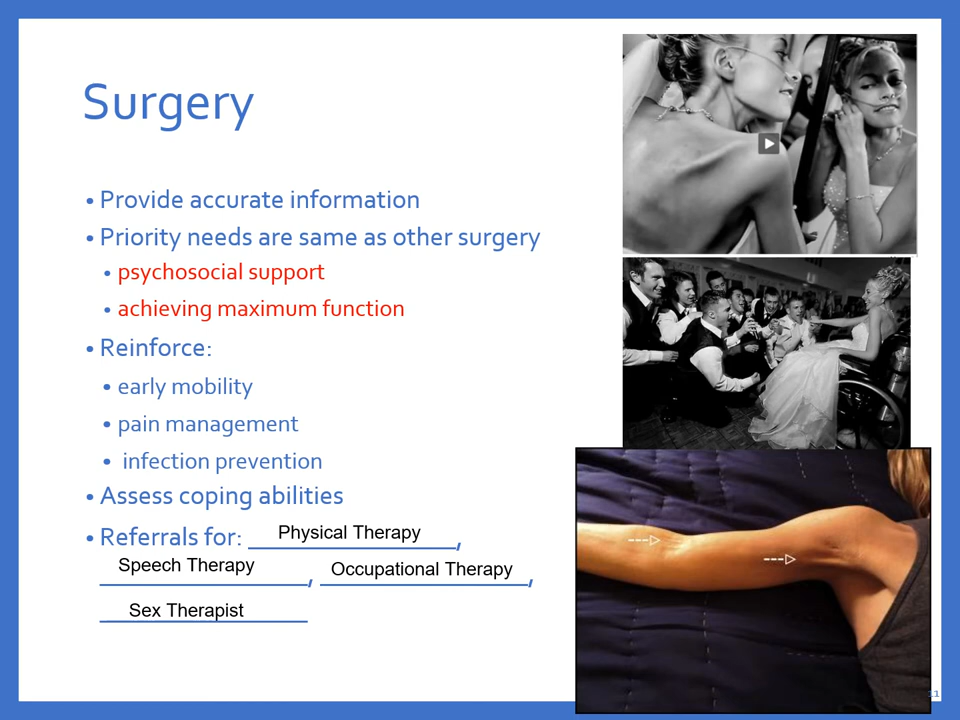 Surgery
• Provide accurate information
• Priority needs are same as other surgery
• psychosocial support
• achieving maximum function
• Reinforce:
• early mobility
• pain management
• infection prevention
• Assess coping abilities
• Referrals for: Physical Therapy,
Speech Therapy, Occupational Therapy,
Sex Therapist
11